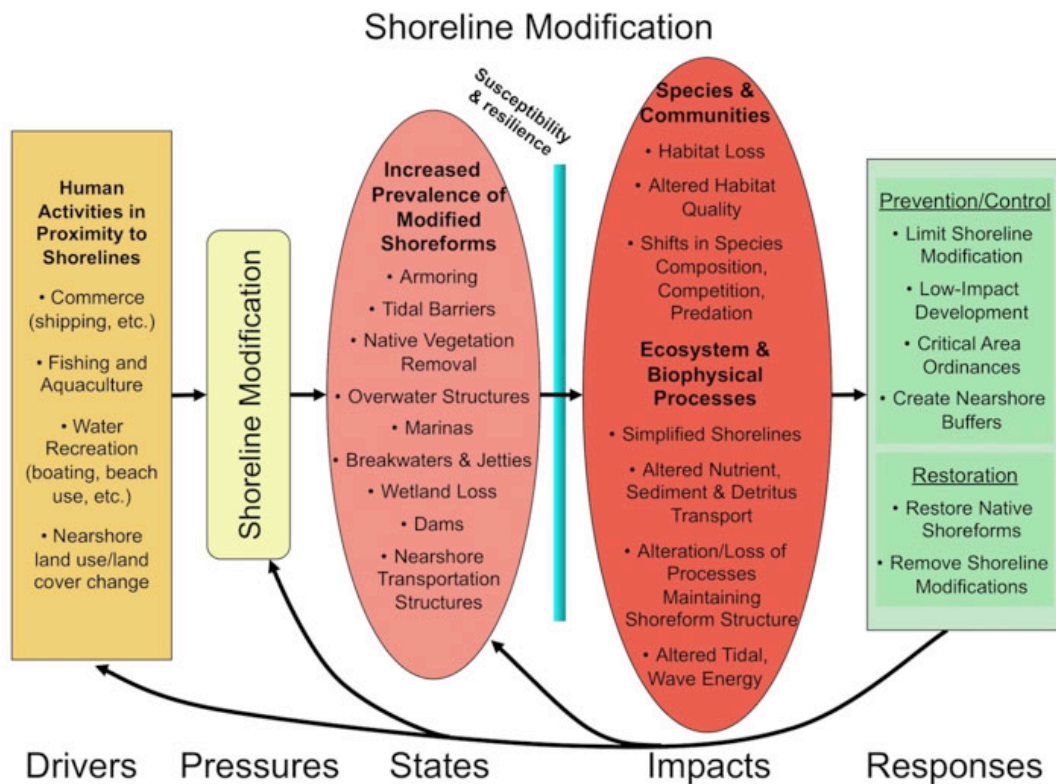 Shoreline Modification
Human
Activities in
Proximity to
Shorelines
• Commerce
(shipping, etc.)
• Fishing and
Aquaculture
• Water
Recreation
(boating, beach
use, etc.)
• Nearshore
land use/land
cover change
Shoreline Modification
Increased
Prevalence of
Modified
Shoreforms
• Armoring
• Tidal Barriers
• Native Vegetation
Removal
• Overwater Structures
• Marinas
• Breakwaters & Jetties
• Wetland Loss
• Dams
• Nearshore
Transportation
Structures
Susceptibility
& resilience
Species &
Communities
• Habitat Loss
• Altered Habitat
Quality
• Shifts in Species
Composition,
Competition,
Predation
Ecosystem &
Biophysical
Processes
• Simplified Shorelines
• Altered Nutrient,
Sediment & Detritus
Transport
• Alteration/Loss of
Processes
Maintaining
Shoreform Structure
• Altered Tidal,
Wave Energy
Prevention/Control
• Limit Shoreline
Modification
• Low-Impact
Development
• Critical Area
Ordinances
• Create Nearshore
Buffers
Restoration
• Restore Native
Shoreforms
• Remove Shoreline
Modifications
Drivers
Pressures
States
Impacts
Responses